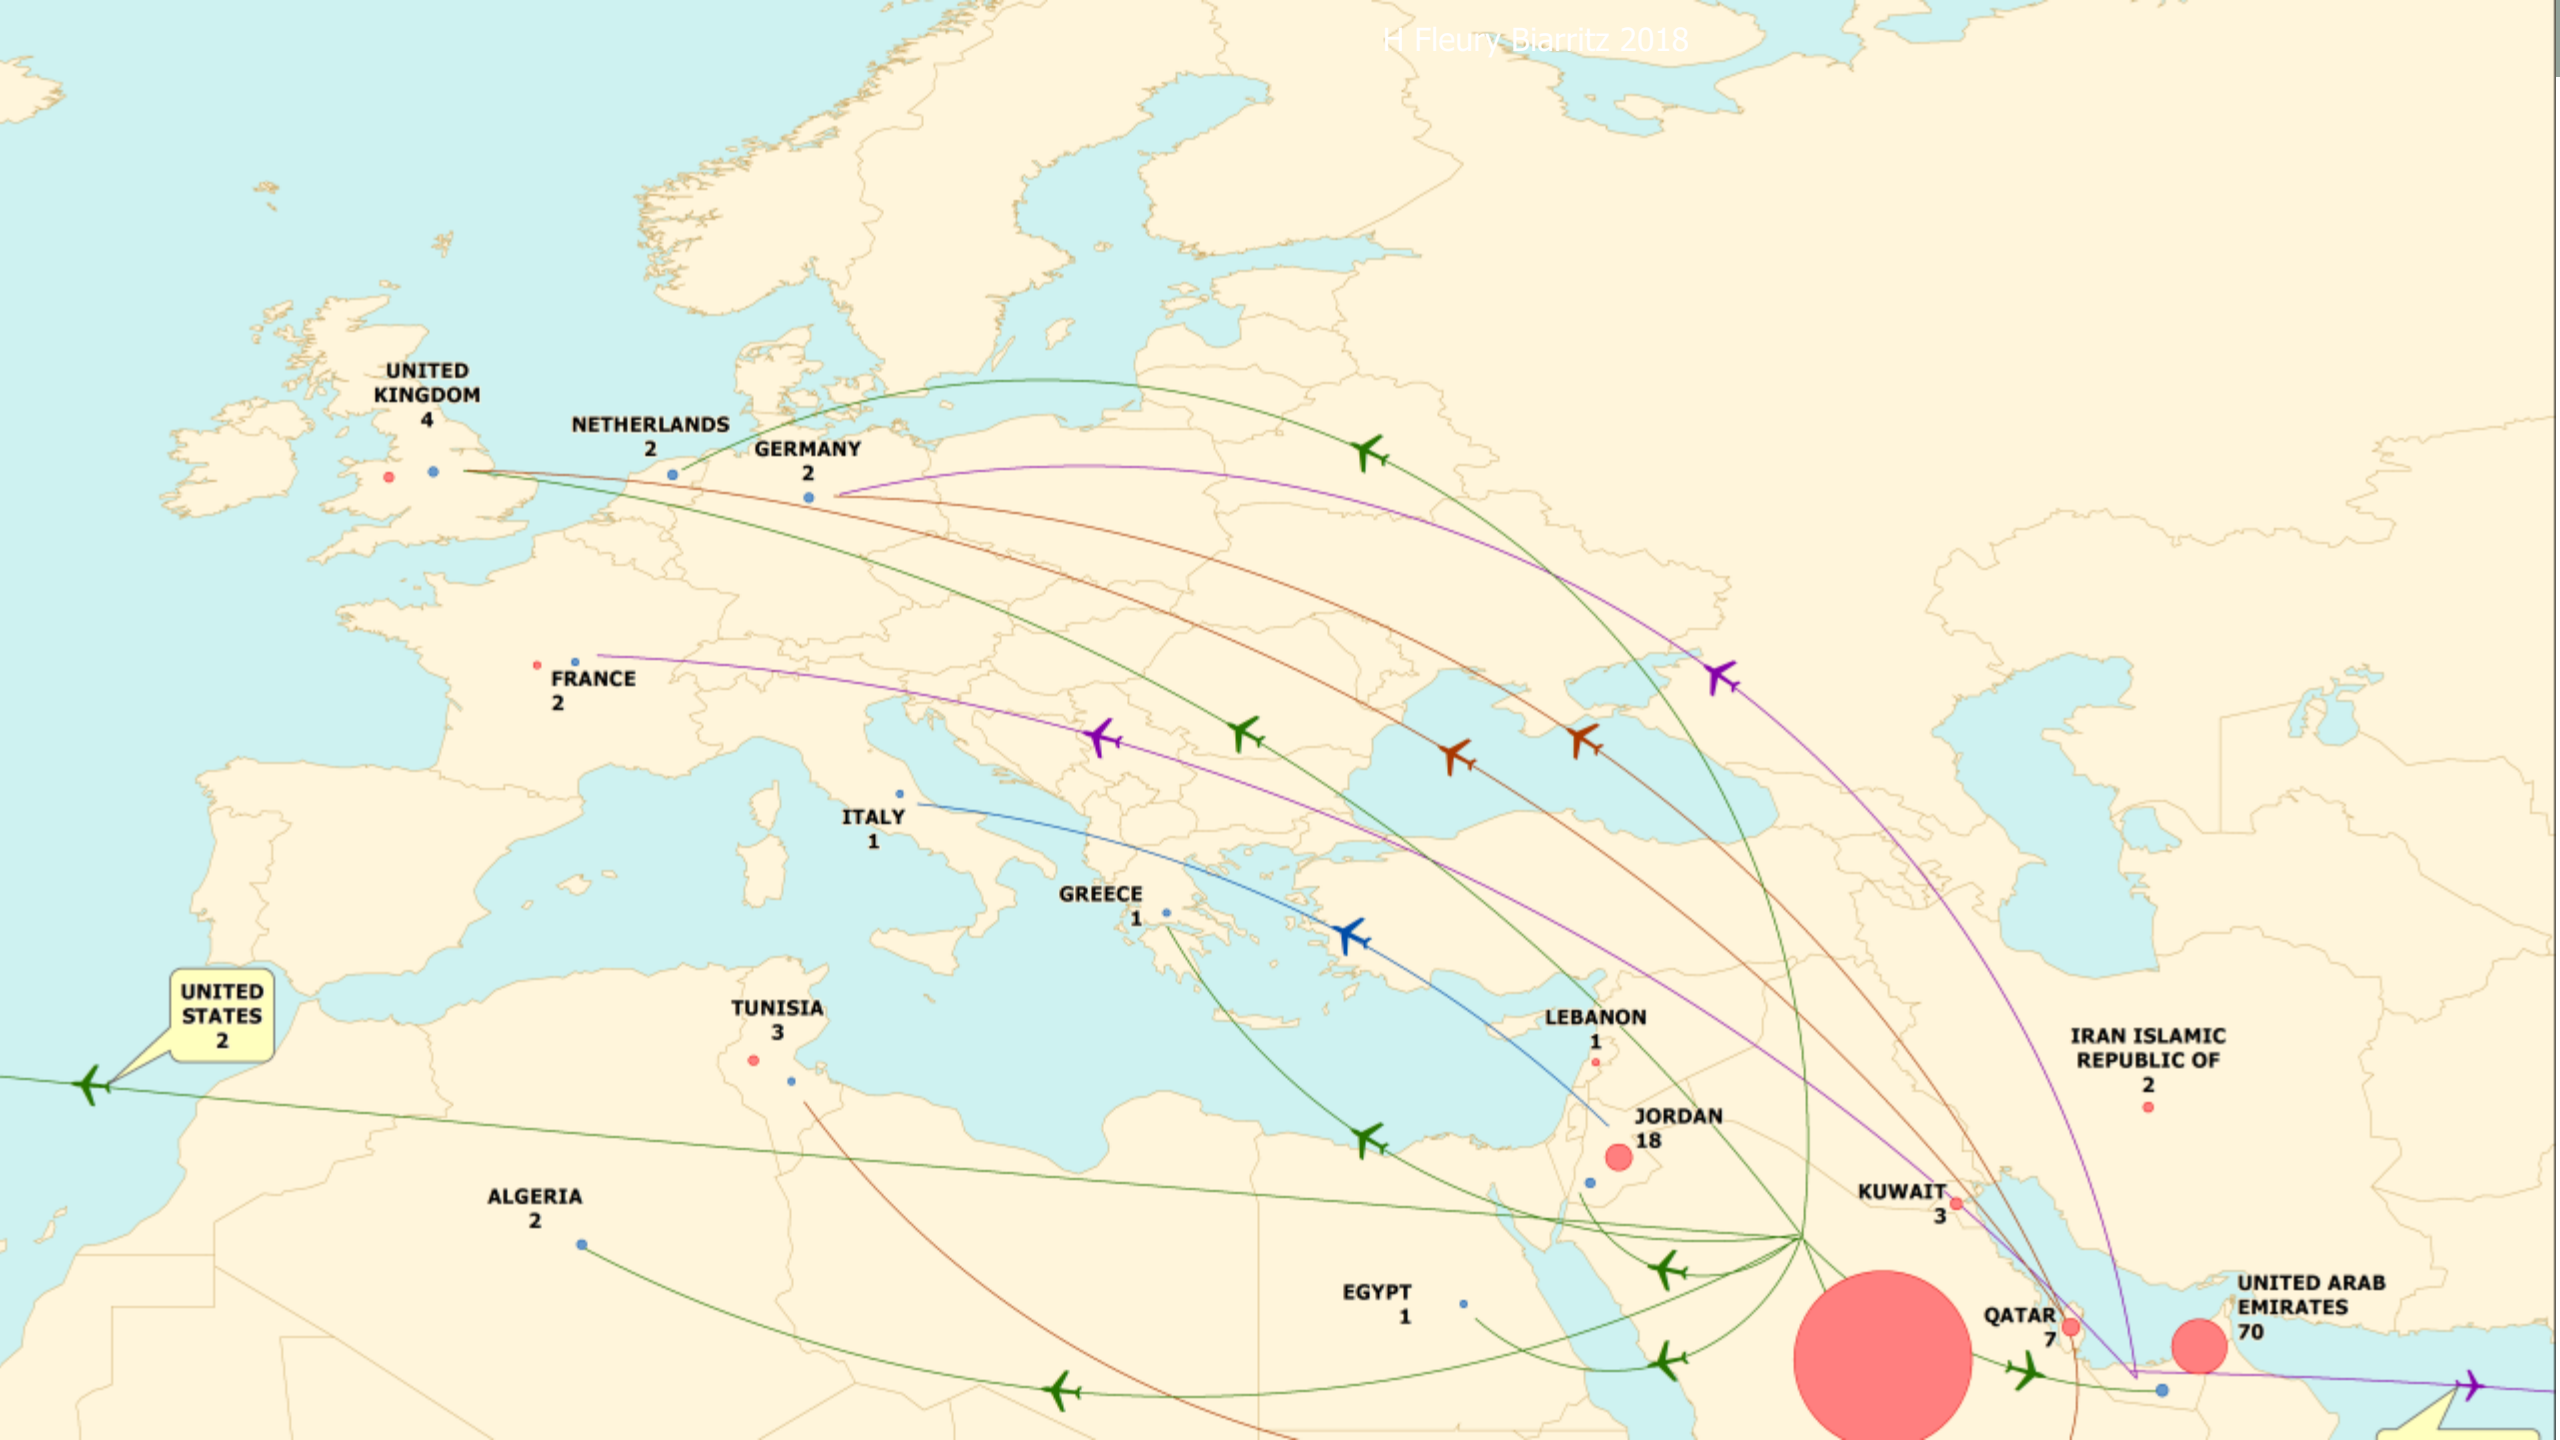 H Fleury Biarritz 2018
UNITED
KINGDOM
4
NETHERLANDS
2
GERMANY
2
FRANCE
2
ITALY
1
GREECE
1
UNITED
STATES
2
TUNISIA
3
LEBANON
1
IRAN ISLAMIC
REPUBLIC OF
2
JORDAN
18
ALGERIA
2
KUWAIT
3
EGYPT
1
QATAR
7
UNITED ARAB
EMIRATES
70